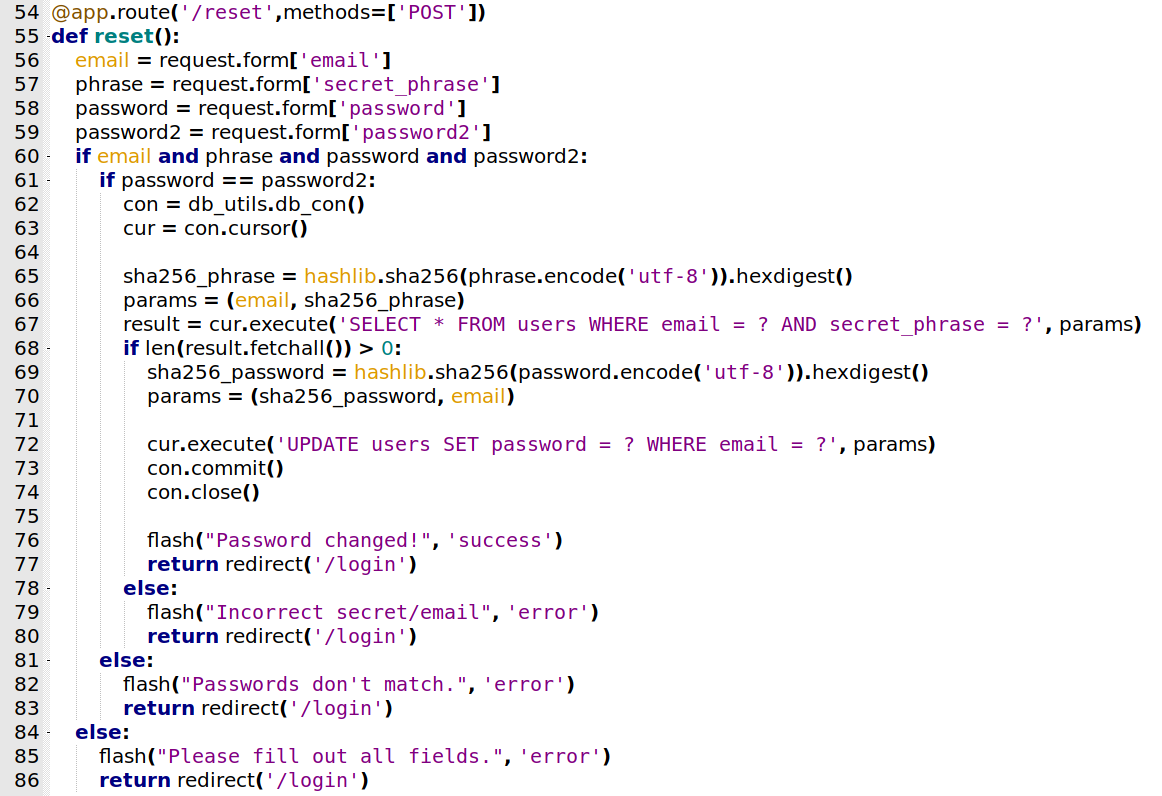 54 @app.route('/reset',methods=['POST'])
55 def reset():
56 email = request.form['email']
57 phrase = request.form['secret_phrase']
58 password = request.form['password']
59 password2 = request.form['password2']
60 if email and phrase and password and password2:
61 if password == password2:
62 con = db_utils.db_con()
63 cur = con.cursor()
64
65 sha256_phrase = hashlib.sha256(phrase.encode('utf-8')).hexdigest()
66 params = (email, sha256_phrase)
67 result = cur.execute('SELECT * FROM users WHERE email = ? AND secret_phrase = ?', params)
68 if len(result.fetchall()) > 0:
69 sha256_password = hashlib.sha256(password.encode('utf-8')).hexdigest()
70 params = (sha256_password, email)
71
72 cur.execute('UPDATE users SET password = ? WHERE email = ?', params)
73 con.commit()
74 con.close()
75
76 flash("Password changed!", 'success')
77 return redirect('/login')
78 else:
79 flash("Incorrect secret/email", 'error')
80 return redirect('/login')
81 else:
82 flash("Passwords don't match.", 'error')
83 return redirect('/login')
84 else:
85 flash("Please fill out all fields.", 'error')
86 return redirect('/login')